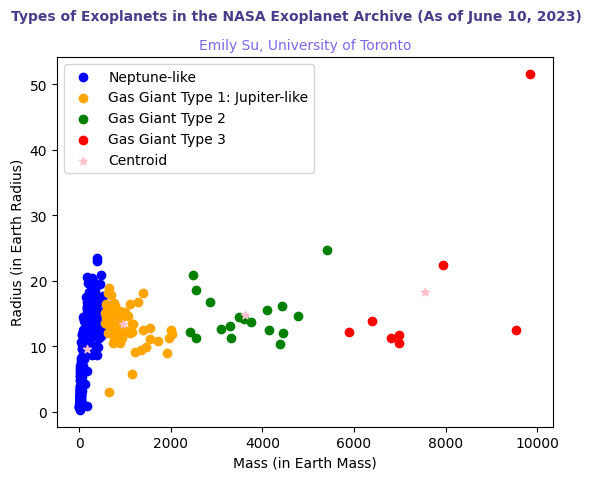 Types of Exoplanets in the NASA Exoplanet Archive (As of June 10, 2023)
Emily Su, University of Toronto
Neptune-like
Gas Giant Type 1: Jupiter-like
Gas Giant Type 2
Gas Giant Type 3
Centroid
Radius (in Earth Radius)
50
40
30
20
10
0
0 2000 4000 6000 8000 10000
Mass (in Earth Mass)